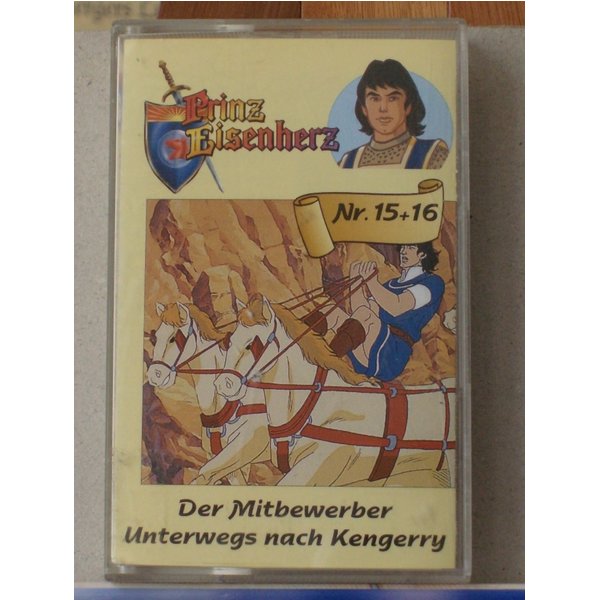 Prinz
Eisenherz
Nr. 15+16
Der Mitbewerber
Unterwegs nach Kengerry